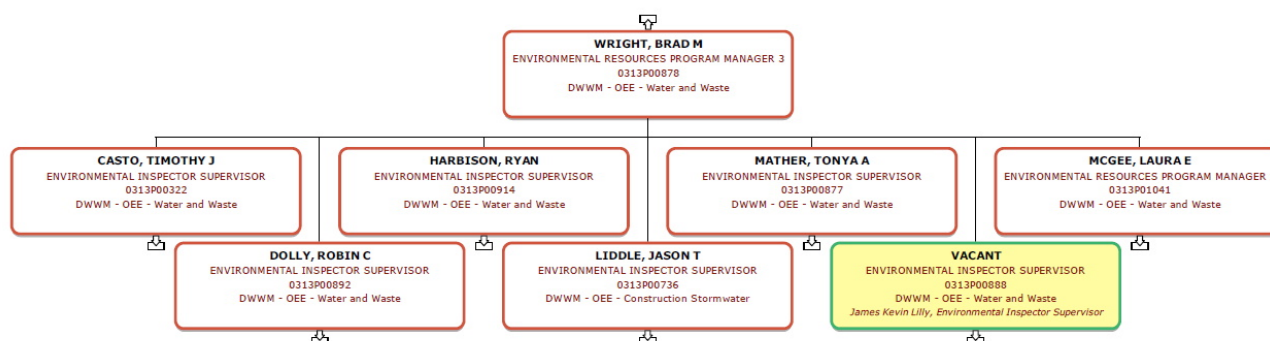 WRIGHT, BRAD M
ENVIRONMENTAL RESOURCES PROGRAM MANAGER 3
0313P00878
DWWM - OEE - Water and Waste
CASTO, TIMOTHY J
ENVIRONMENTAL INSPECTOR SUPERVISOR
0313P00322
DWWM - OEE - Water and Waste
HARBISON, RYAN
ENVIRONMENTAL INSPECTOR SUPERVISOR
0313P00914
DWWM - OEE - Water and Waste
MATHER, TONYA A
ENVIRONMENTAL INSPECTOR SUPERVISOR
0313P00877
DWWM - OEE - Water and Waste
MCGEE, LAURA E
ENVIRONMENTAL RESOURCES PROGRAM MANAGER
0313P01041
DWWM - OEE - Water and Waste
DOLLY, ROBIN C
ENVIRONMENTAL INSPECTOR SUPERVISOR
0313P00892
DWWM - OEE - Water and Waste
LIDDLE, JASON T
ENVIRONMENTAL INSPECTOR SUPERVISOR
0313P00736
DWWM - OEE - Construction Stormwater
VACANT
ENVIRONMENTAL INSPECTOR SUPERVISOR
0313P00888
DWWM - OEE - Water and Waste
James Kevin Lilly, Environmental Inspector Supervisor